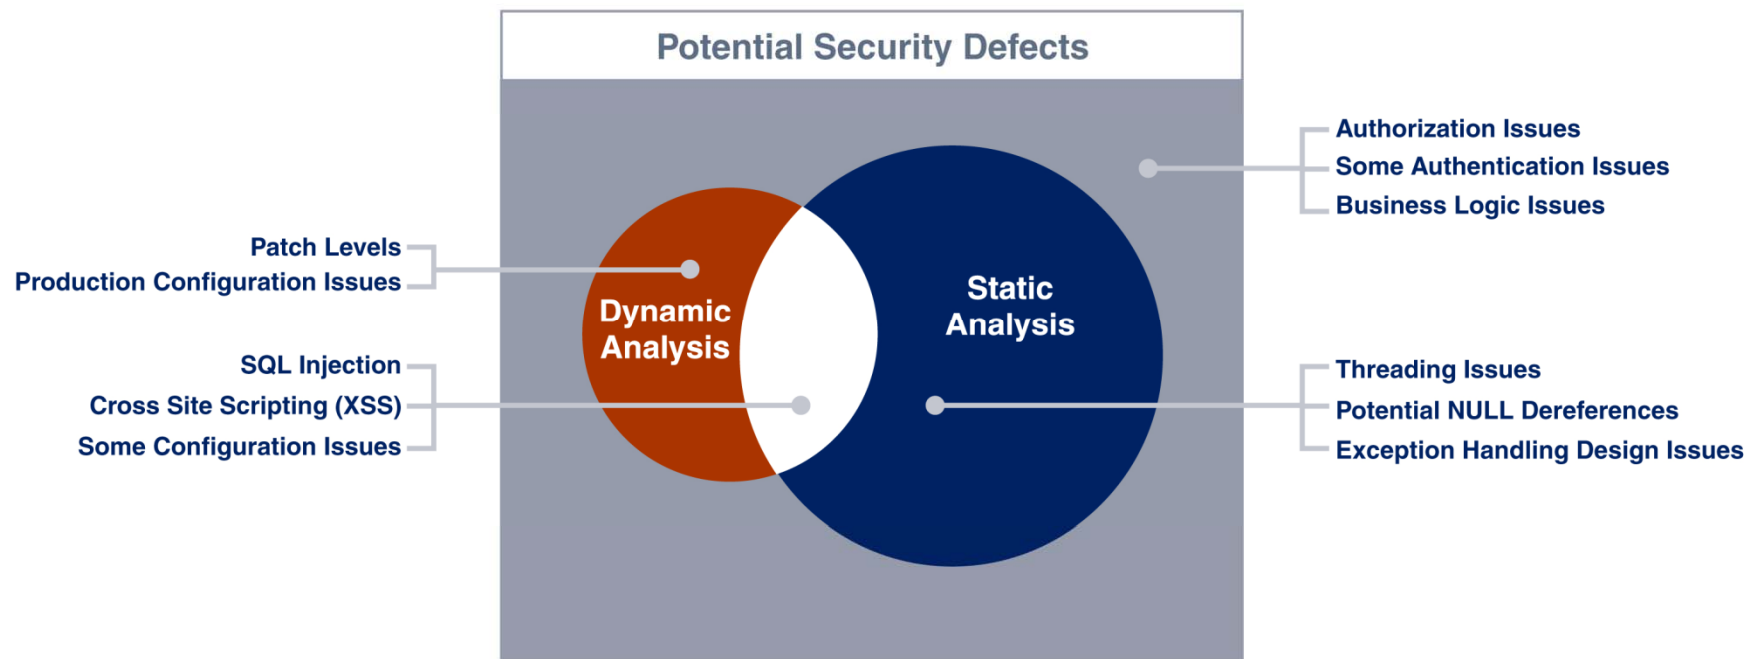 Potential Security Defects
Authorization Issues
Some Authentication Issues
Business Logic Issues
Patch Levels
Production Configuration Issues
Dynamic
Analysis
Static
Analysis
SQL Injection
Cross Site Scripting (XSS)
Some Configuration Issues
Threading Issues
Potential NULL Dereferences
Exception Handling Design Issues